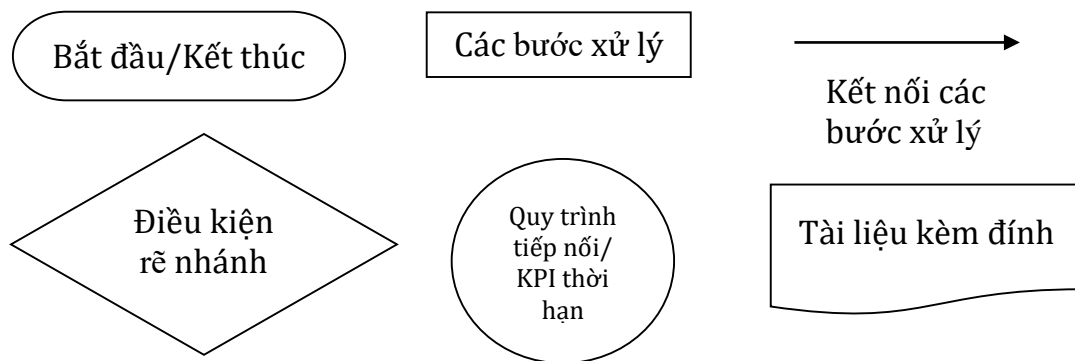 Bắt đầu/Kết thúc
Các bước xử lý
Kết nối các
bước xử lý
Điều kiện
rẽ nhánh
Quy trình
tiếp nối/
KPI thời
hạn
Tài liệu kèm đính